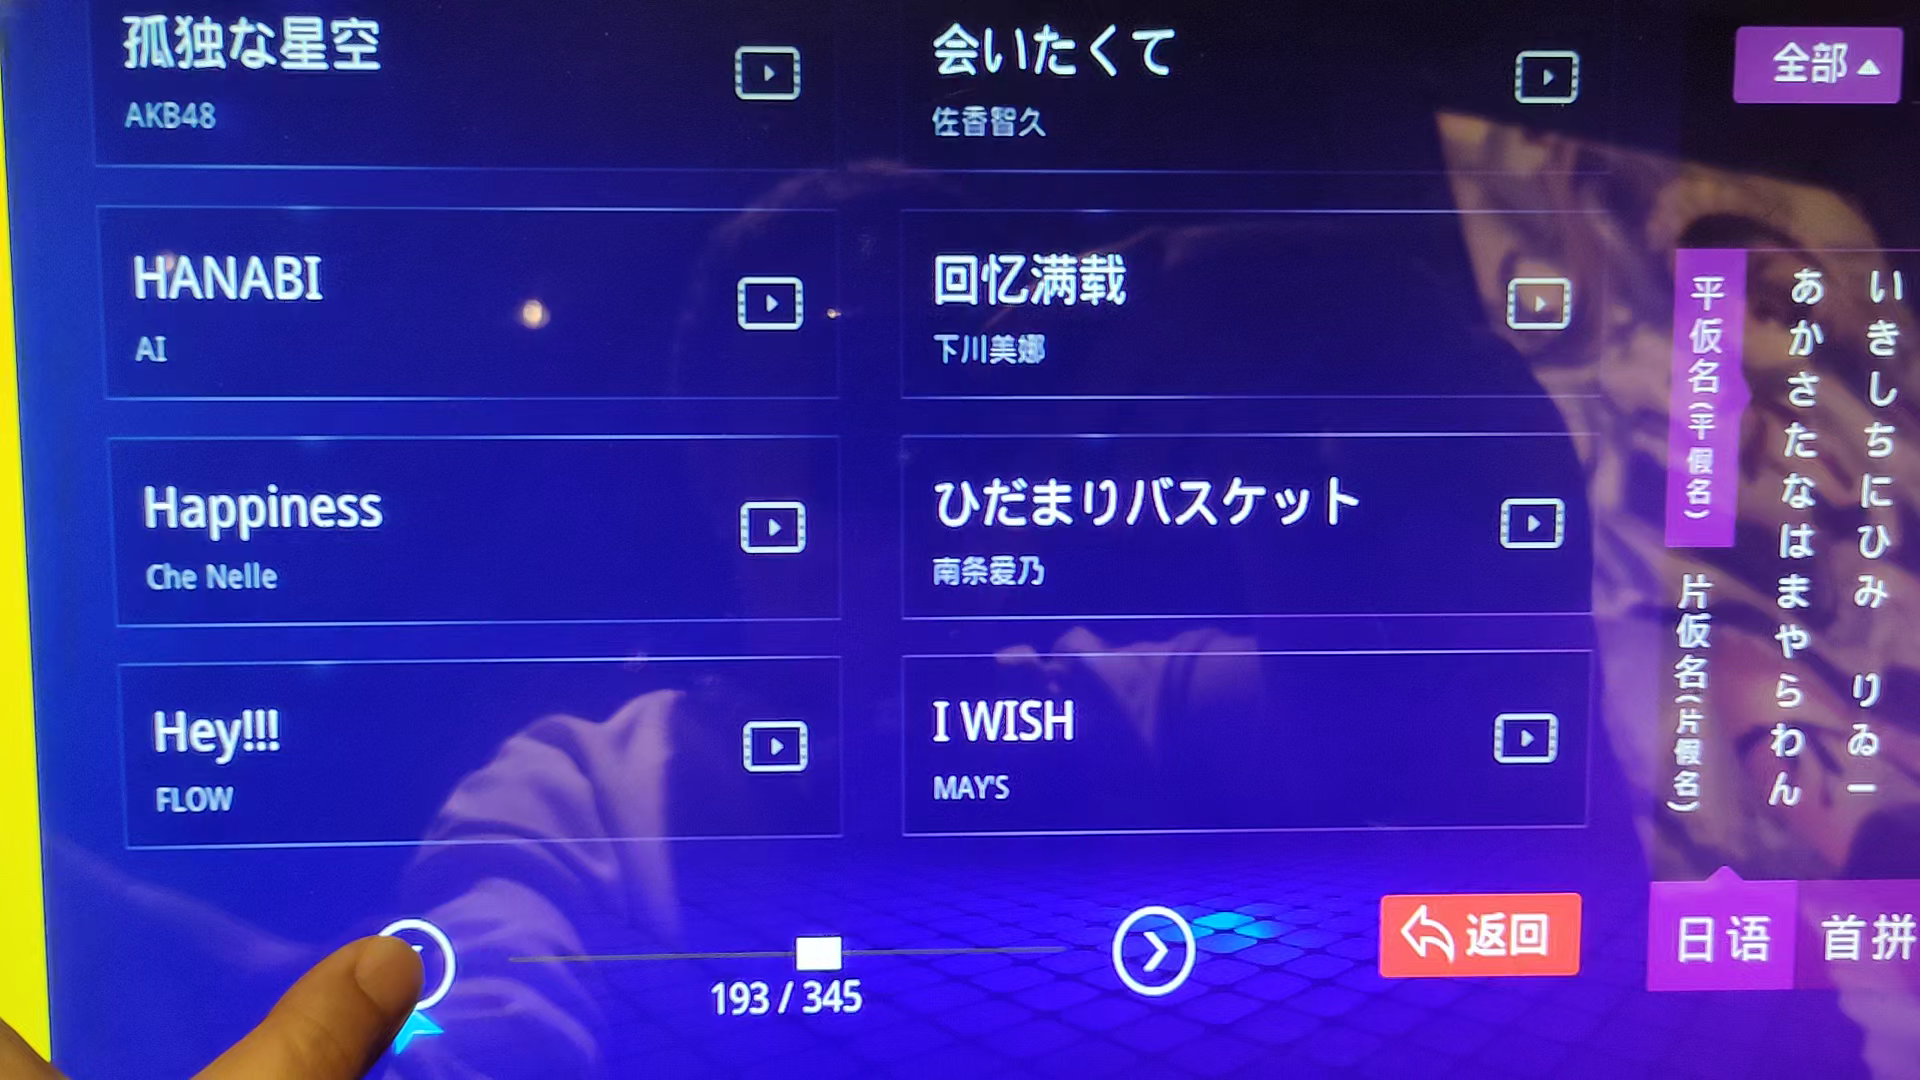 孤独な星空
AKB48
会いたくて
佐香智久
全部
HANABI
AI
回忆满载
下川美娜
Happiness
Che Nelle
ひだまりバスケット
南条爱乃
Hey!!!
FLOW
I WISH
MAY'S
平仮名(平假名)
片仮名(片假名)
あかさたなはまやらわん
いきしちにひみ りゐー
193 / 345
返回
日语
首拼